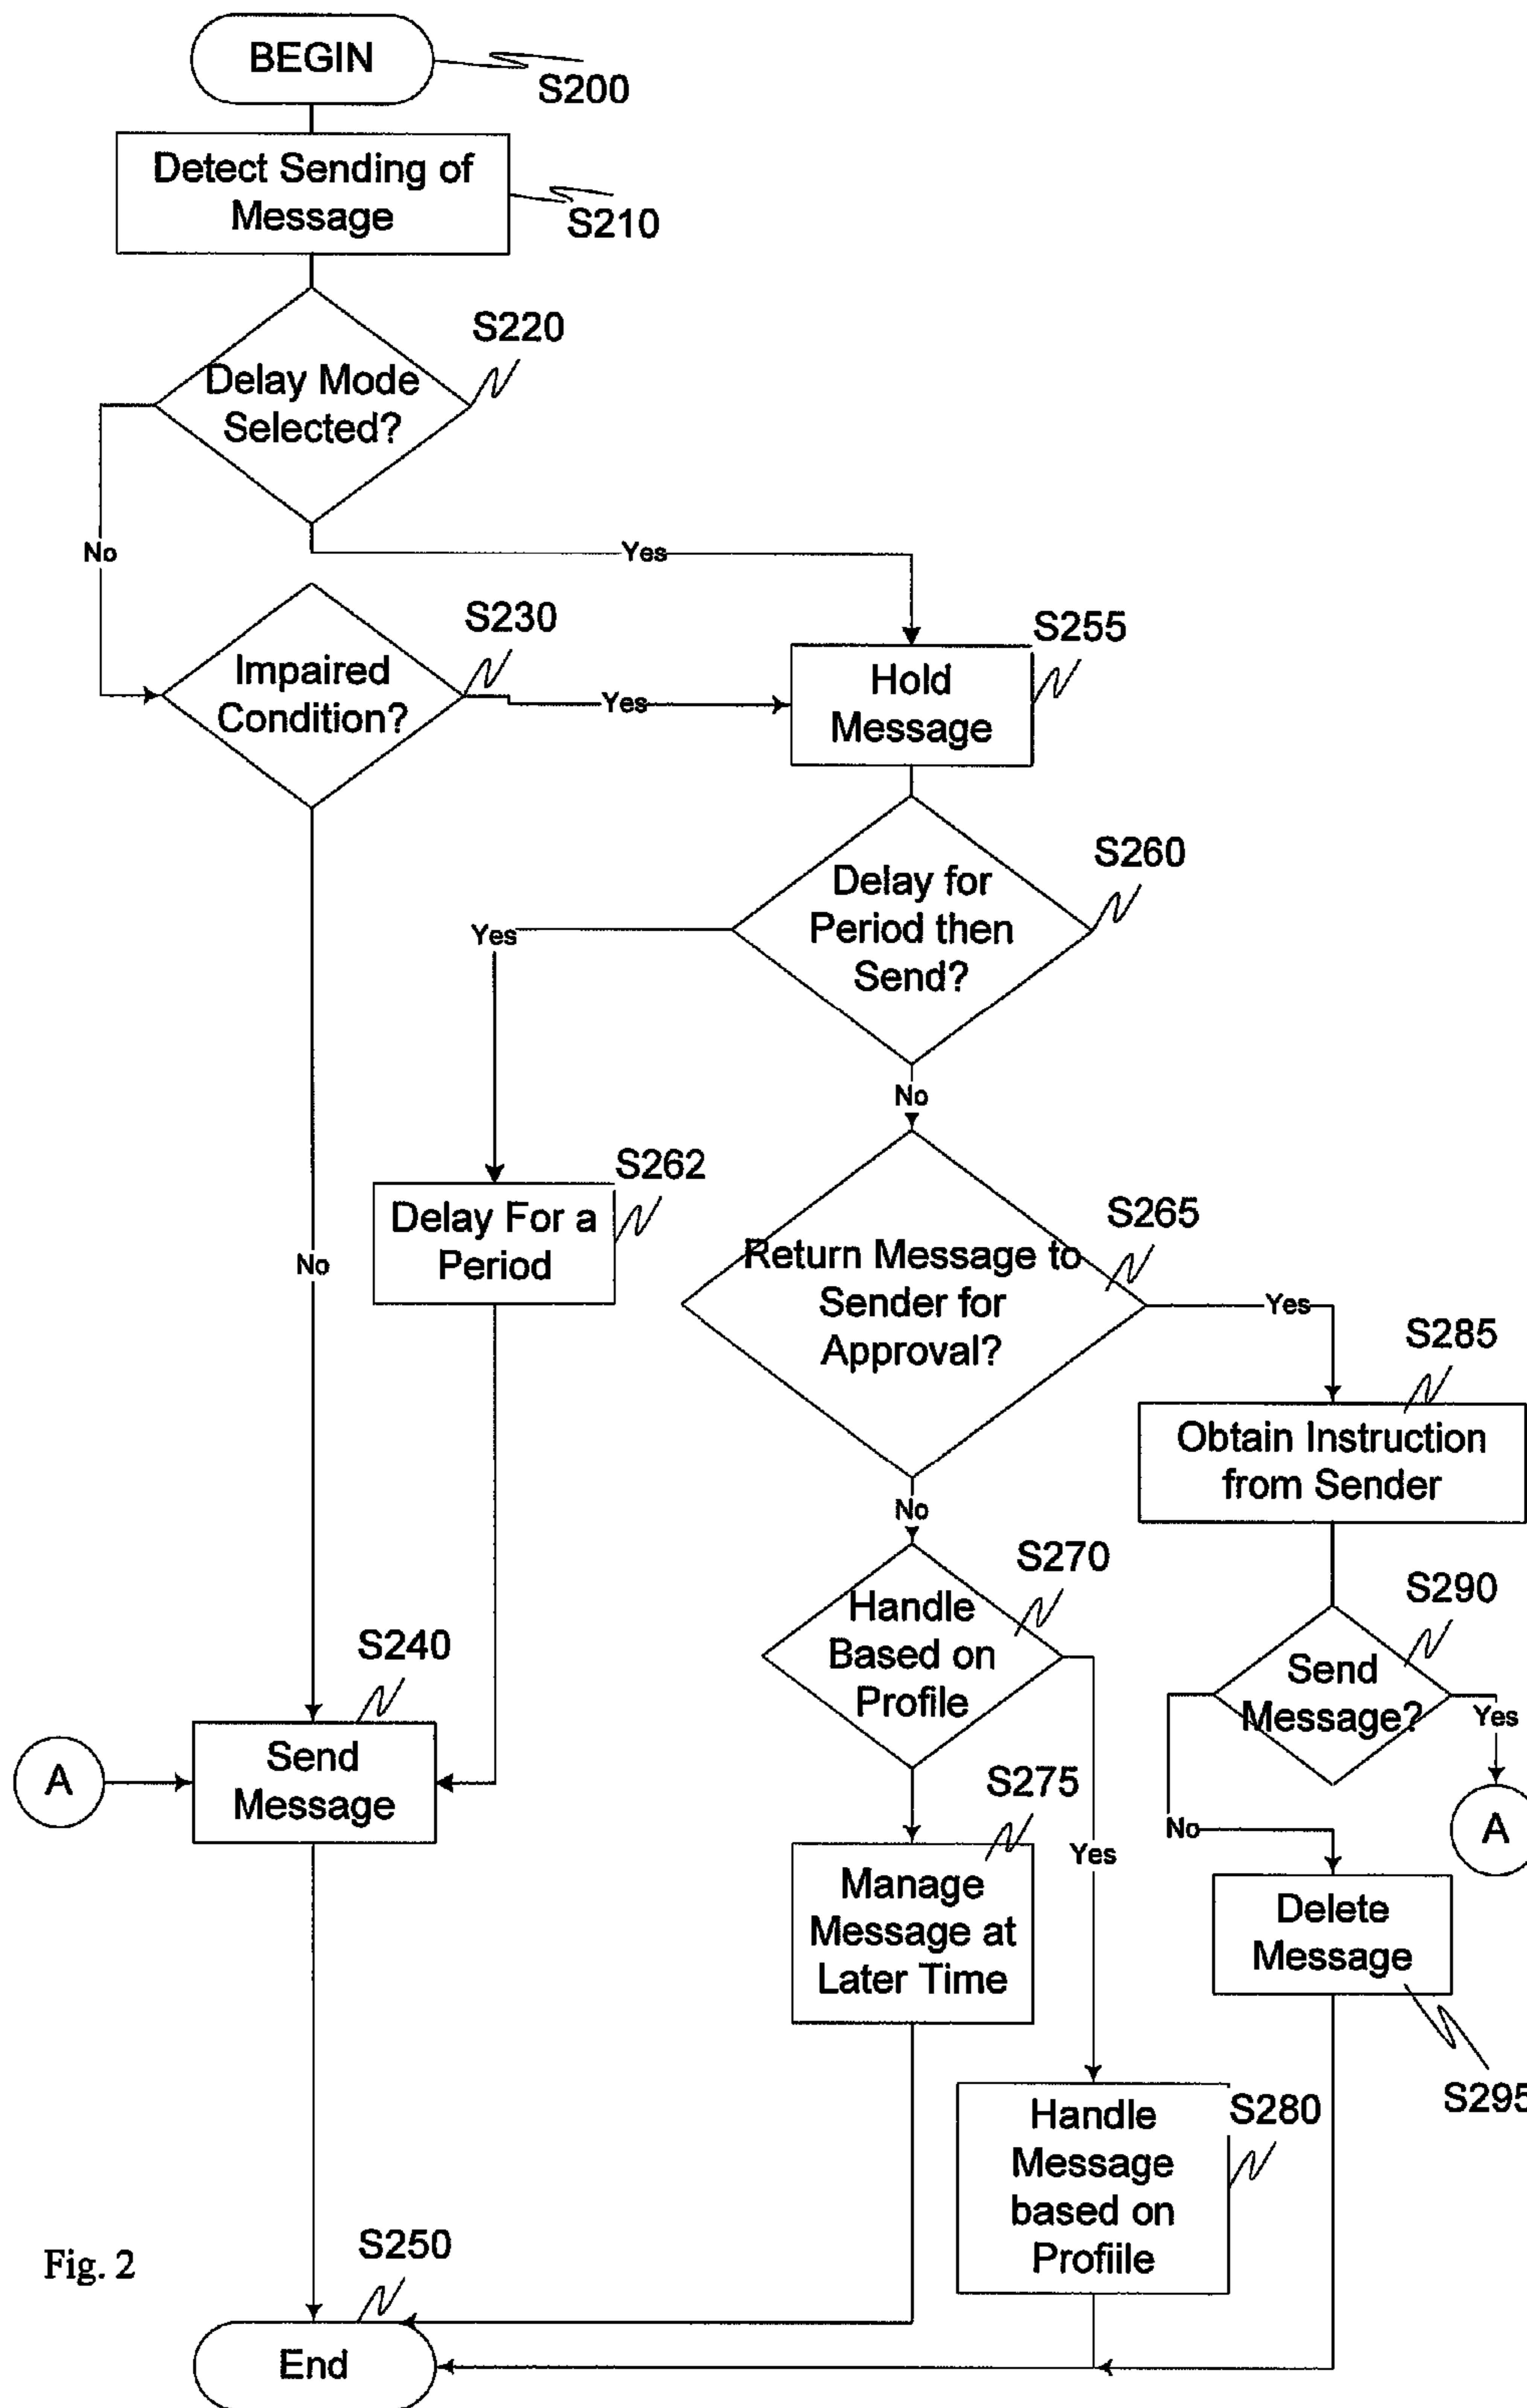 BEGIN
S200
Detect Sending of
Message
S210
S220
Delay Mode
Selected?
No
Yes
S230
Impaired
Condition?
Yes
S255
Hold
Message
S260
Delay for
Period then
Send?
Yes
No
S262
Delay For a
Period
No
S265
Return Message to
Sender for
Approval?
Yes
S285
Obtain Instruction
from Sender
No
S270
Handle
Based on
Profile
S290
Send
Message?
Yes
A
No
S240
Send
Message
A
S275
Manage
Message at
Later Time
Yes
Delete
Message
S295
S280
Handle
Message
based on
Profiile
S250
End
Fig. 2